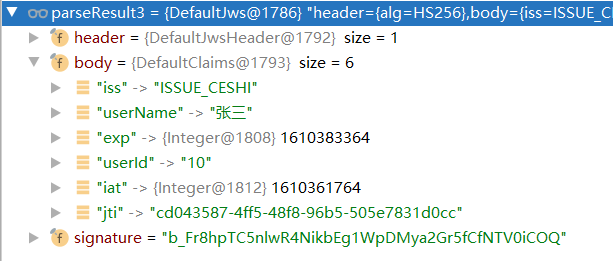 parseResult3 = {DefaultJws@1786} "header={alg=HS256},body={iss=ISSUE_CE
header = {DefaultJwsHeader@1792} size = 1
body = {DefaultClaims@1793} size = 6
"iss" -> "ISSUE_CESHI"
"userName" -> "张三"
"exp" -> {Integer@1808} 1610383364
"userId" -> "10"
"iat" -> {Integer@1812} 1610361764
"jti" -> "cd043587-4ff5-48f8-96b5-505e7831d0cc"
signature = "b_Fr8hpTC5nlwR4NikbEg1WpDMya2Gr5fCfNTV0iCOQ"